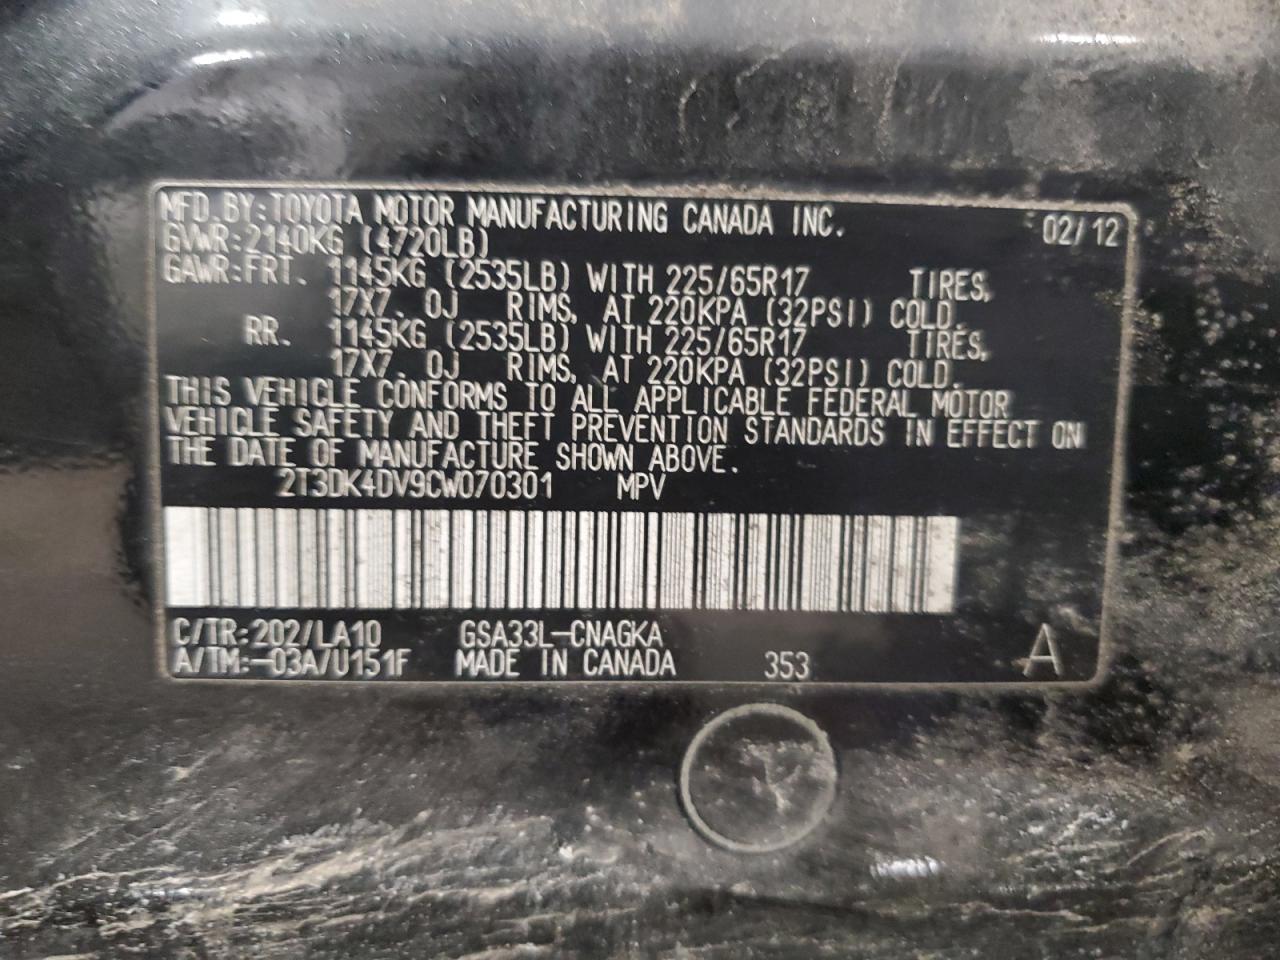 MFD.BY:TOYOTA MOTOR MANUFACTURING CANADA INC. 02/12
GVWR:2140KG (4720LB)
GAWR:FRT. 1145KG (2535LB) WITH 225/65R17 TIRES,
17X7.0J RIMS, AT 220KPA (32PSI) COLD.
RR. 1145KG (2535LB) WITH 225/65R17 TIRES,
17X7.0J RIMS, AT 220KPA (32PSI) COLD.
THIS VEHICLE CONFORMS TO ALL APPLICABLE FEDERAL MOTOR
VEHICLE SAFETY AND THEFT PREVENTION STANDARDS IN EFFECT ON
THE DATE OF MANUFACTURE SHOWN ABOVE.
2T3DK4DV9CW070301 MPV
C/TR:202/LA10 GSA33L-CNAGKA
A/TM:-03A/U151F MADE IN CANADA 353 A